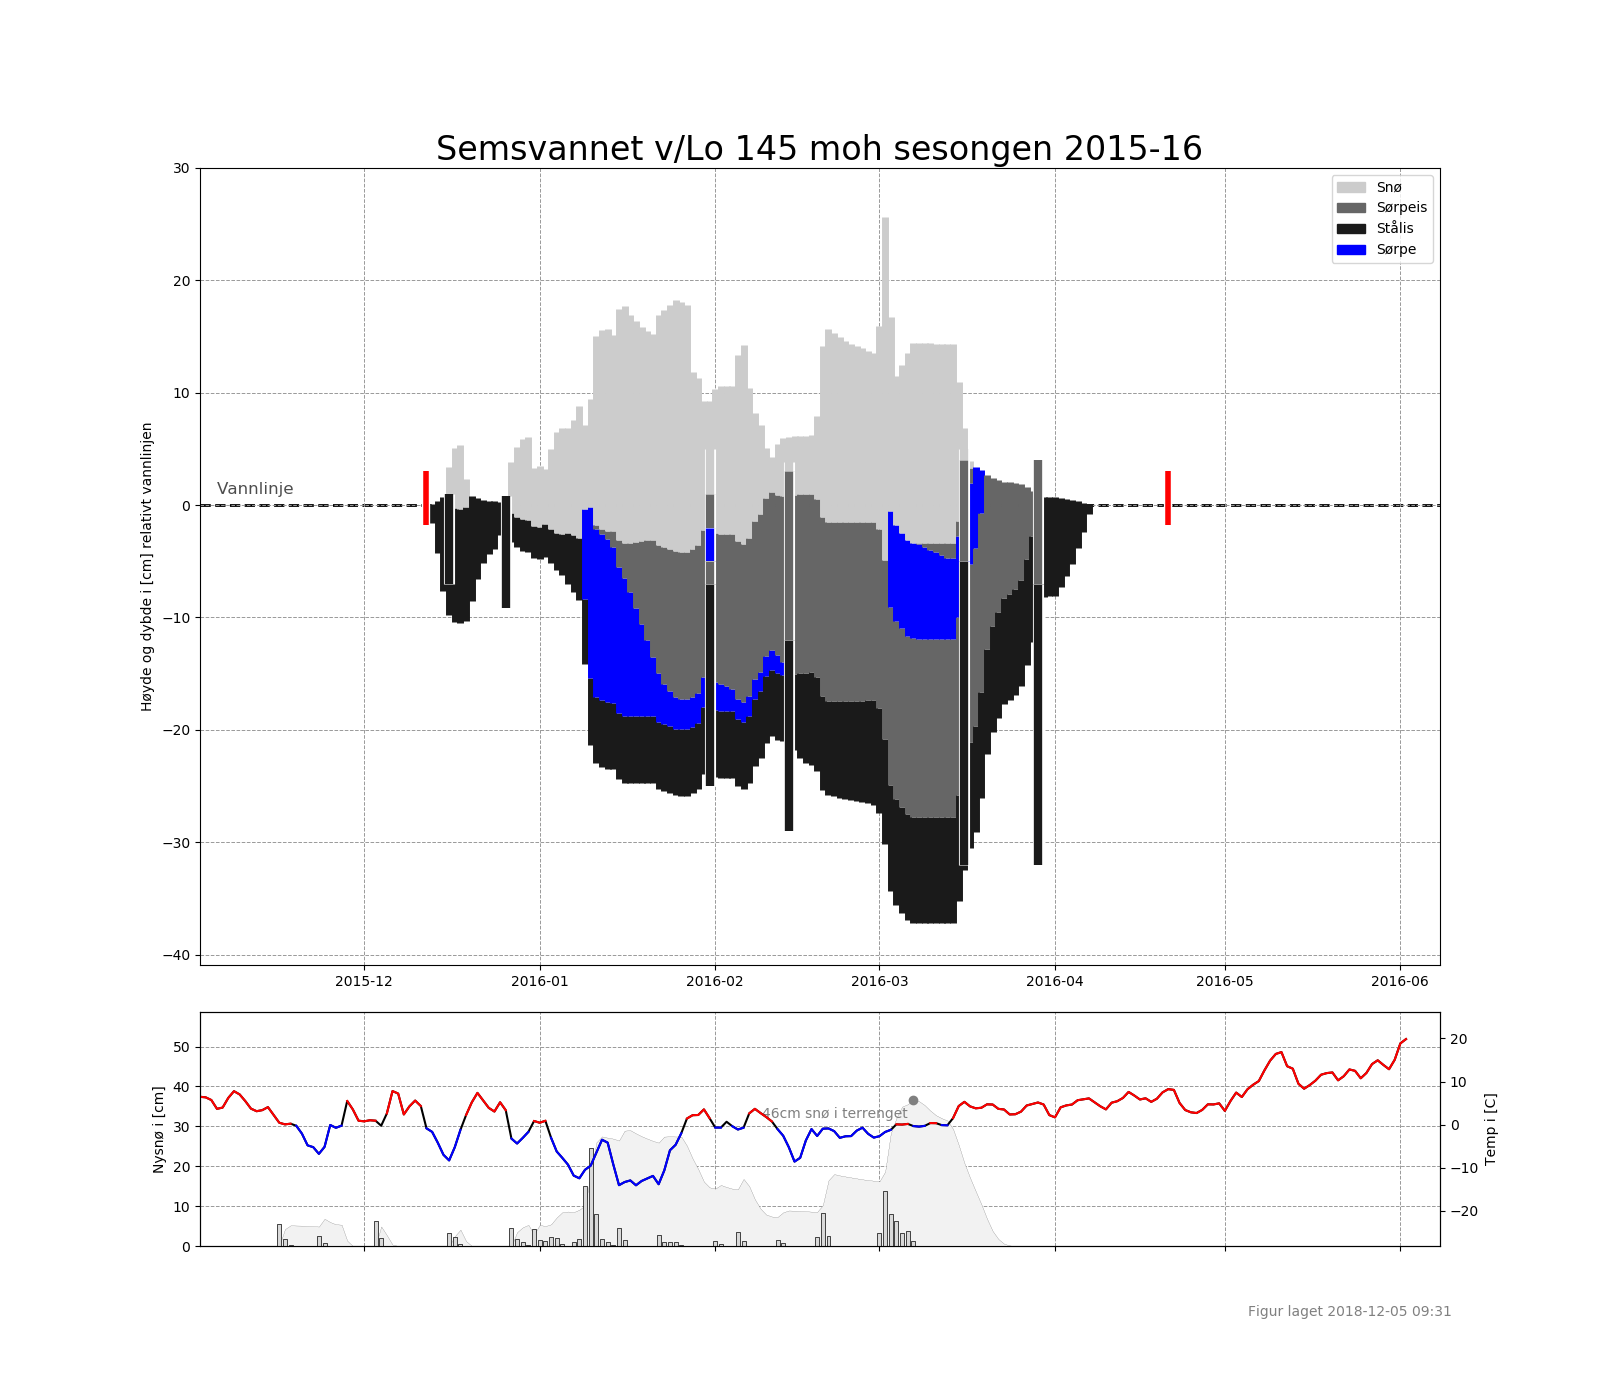 Semsvannet v/Lo 145 moh sesongen 2015-16
30
20
10
0
−10
−20
−30
−40
Høyde og dybde i [cm] relativt vannlinjen
Vannlinje
Snø
Sørpeis
Stålis
Sørpe
2015-12
2016-01
2016-02
2016-03
2016-04
2016-05
2016-06
50
40
30
20
10
0
Nysnø i [cm]
46cm snø i terrenget
20
10
0
−10
−20
Temp i [C]
Figur laget 2018-12-05 09:31